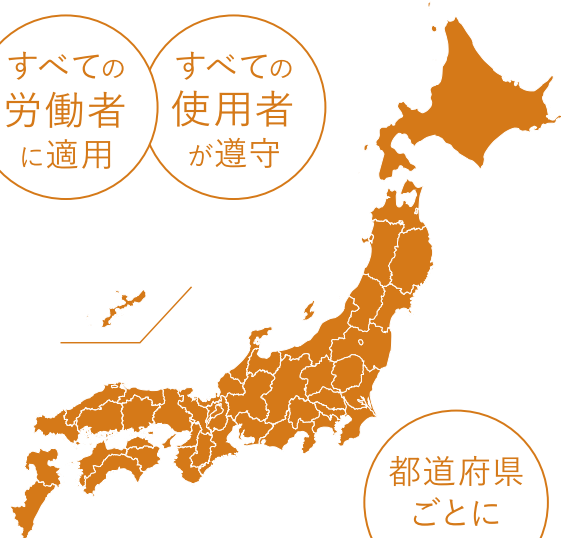 すべての
労働者
に適用
すべての
使用者
が遵守
都道府県
ごとに